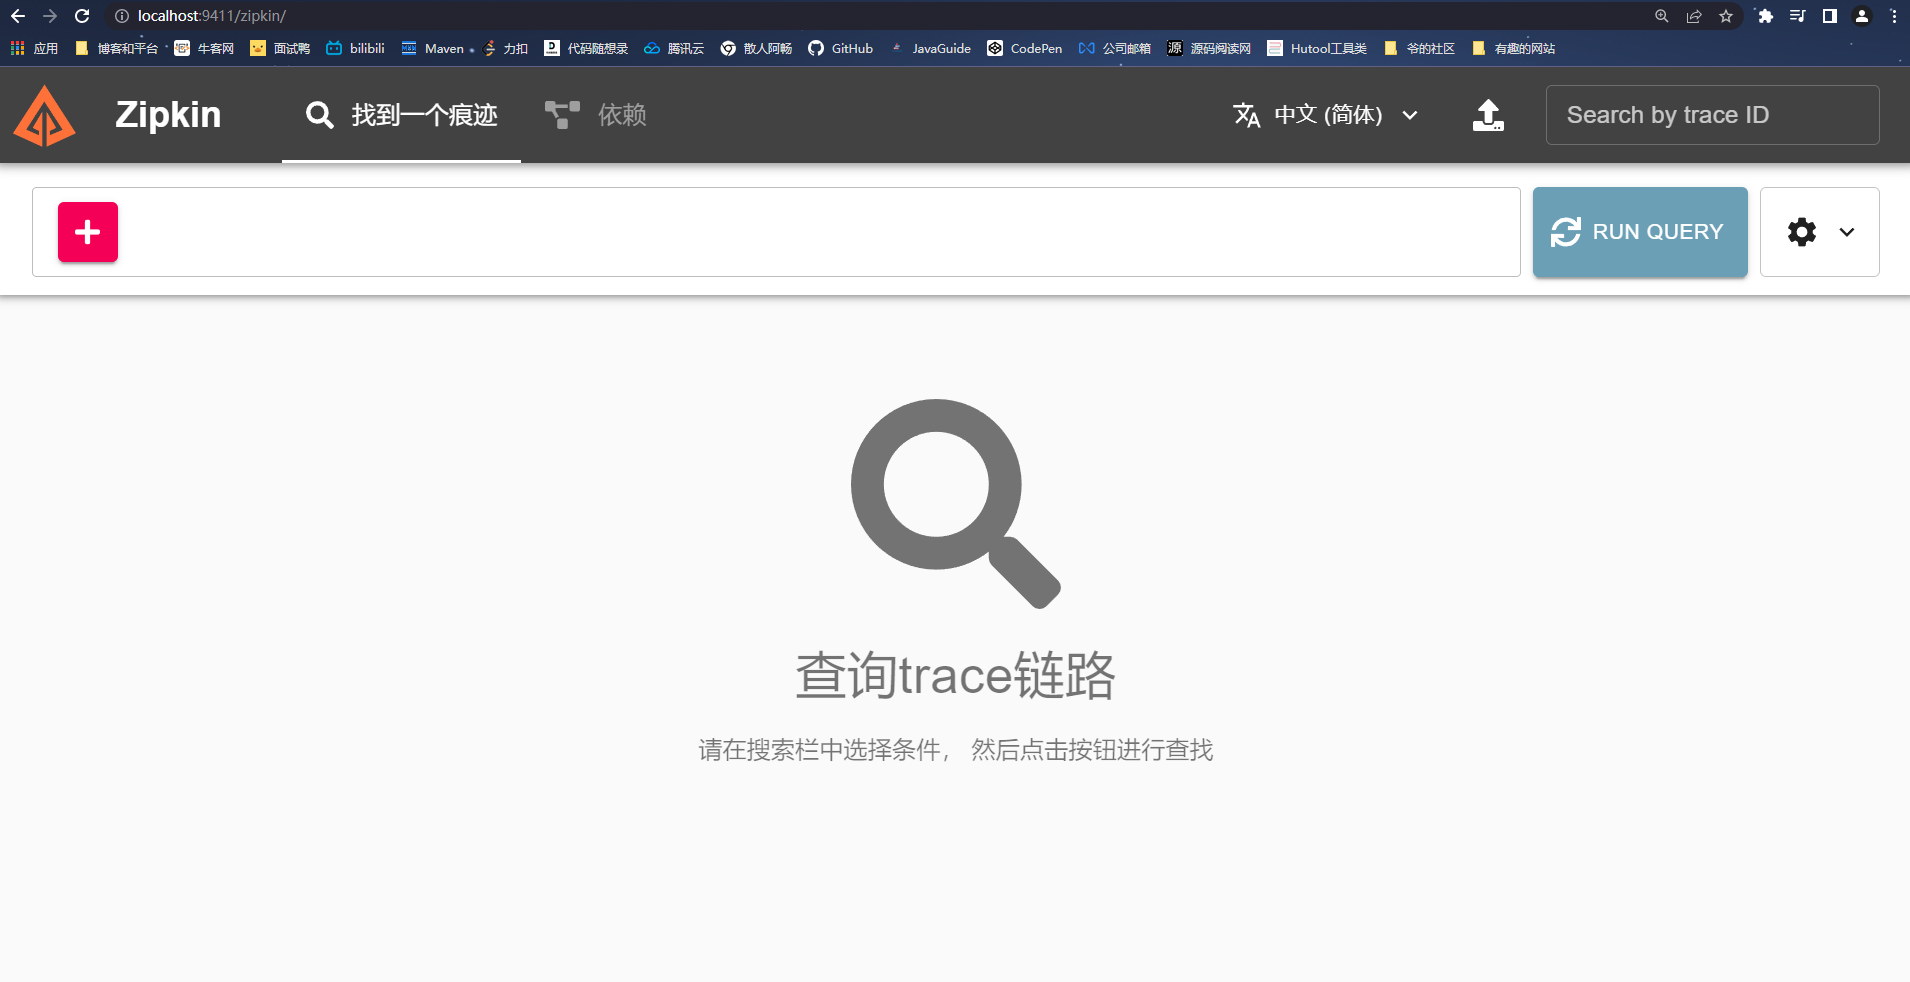 localhost:9411/zipkin/
应用 博客和平台 牛客网 面试鸭 bilibili Maven 力扣 代码随想录 腾讯云 散人阿畅 GitHub JavaGuide CodePen 公司邮箱 源码阅读网 Hutool工具类 爷的社区 有趣的网站
Zipkin 找到一个痕迹 依赖 中文 (简体) Search by trace ID
RUN QUERY
查询trace链路
请在搜索栏中选择条件， 然后点击按钮进行查找